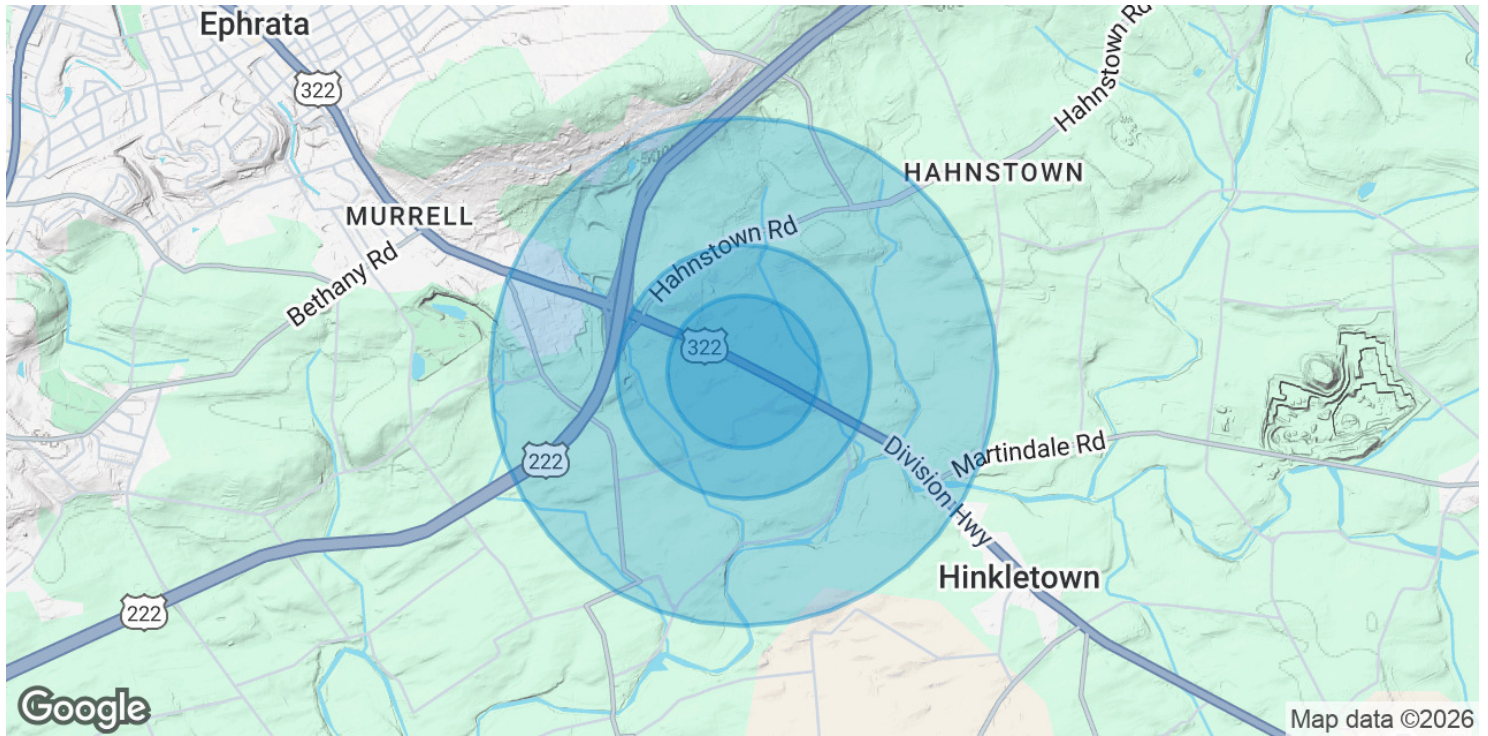 Ephrata
322
Hahnstown Rd
HAHNSTOWN
MURRELL
Hahnstown Rd
Bethany Rd
322
Martindale Rd
Division Hwy
222
Hinkletown
222
Google
Map data ©2026